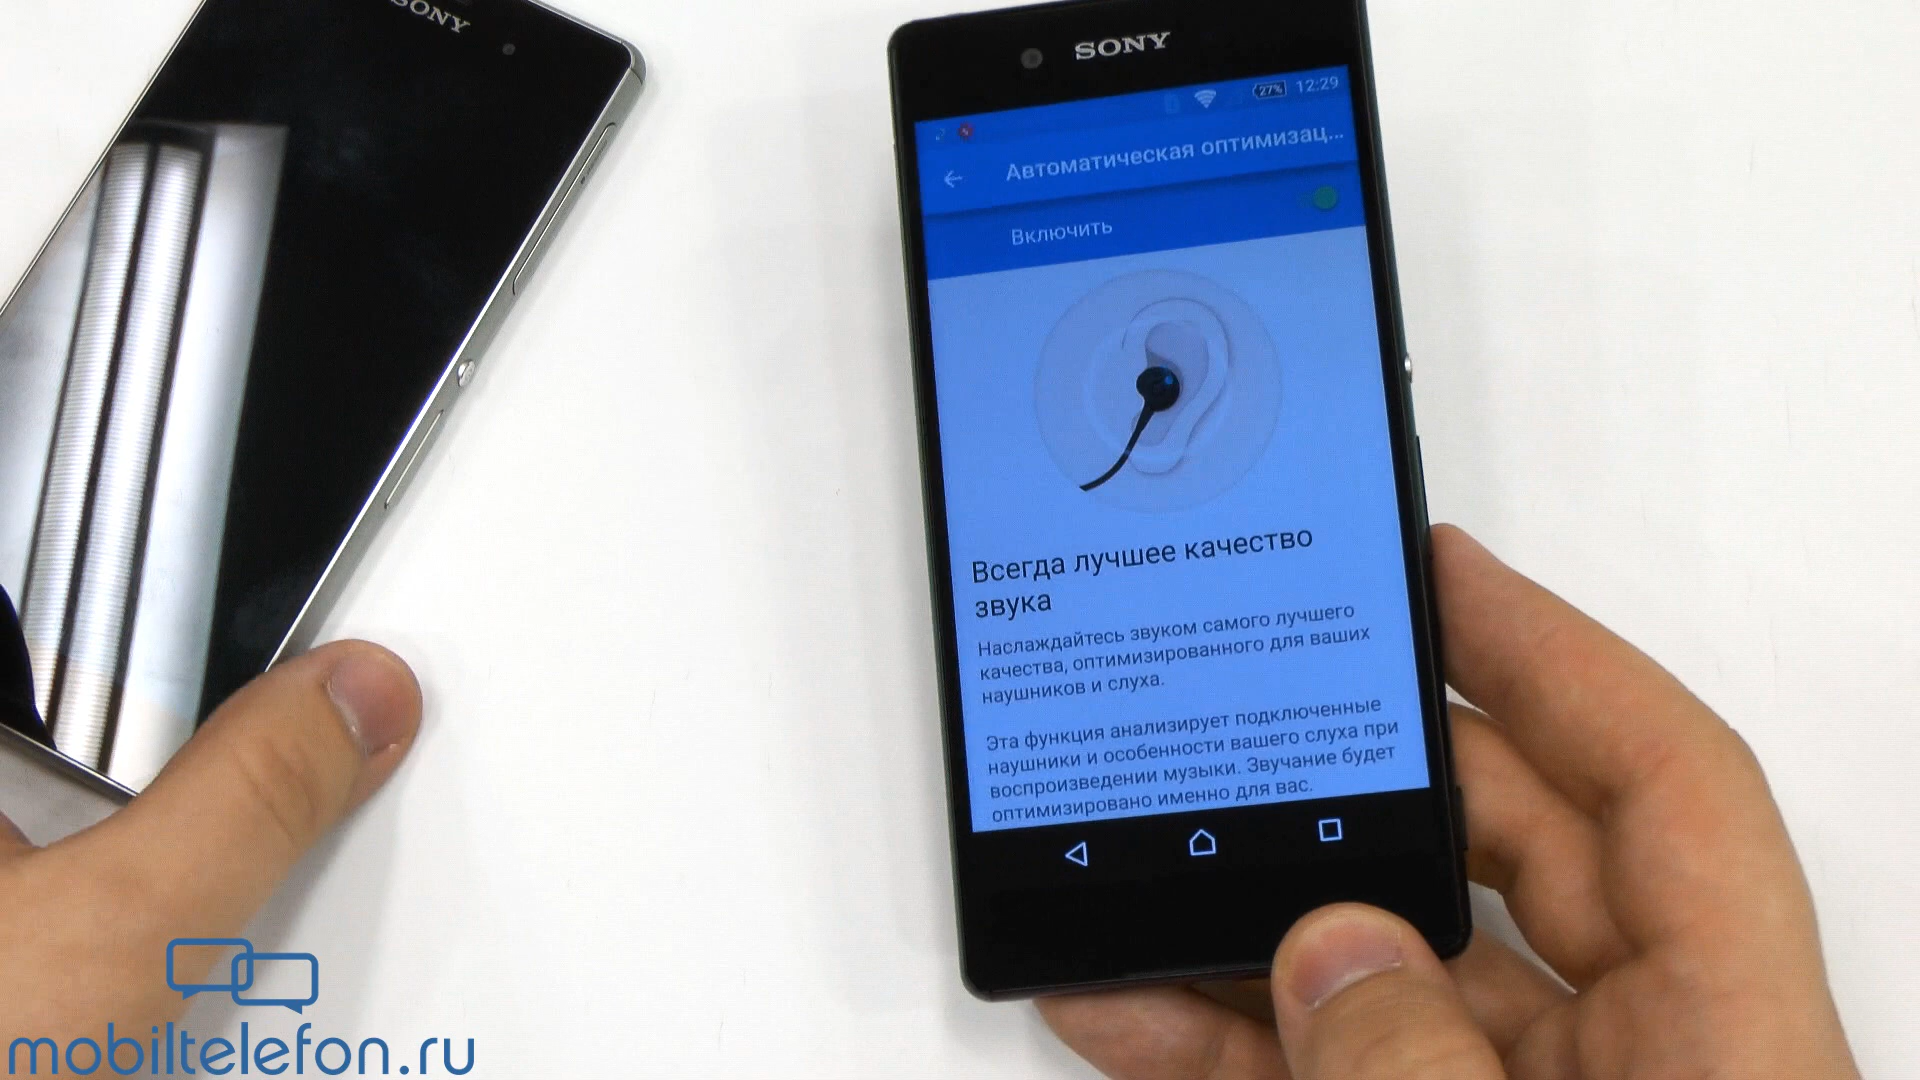 SONY
SONY
27% 12:29
Автоматическая оптимизац...
Включить
Всегда лучшее качество
звука
Наслаждайтесь звуком самого лучшего
качества, оптимизированного для ваших
наушников и слуха.
Эта функция анализирует подключенные
наушники и особенности вашего слуха при
воспроизведении музыки. Звучание будет
оптимизировано именно для вас.
mobiltelefon.ru